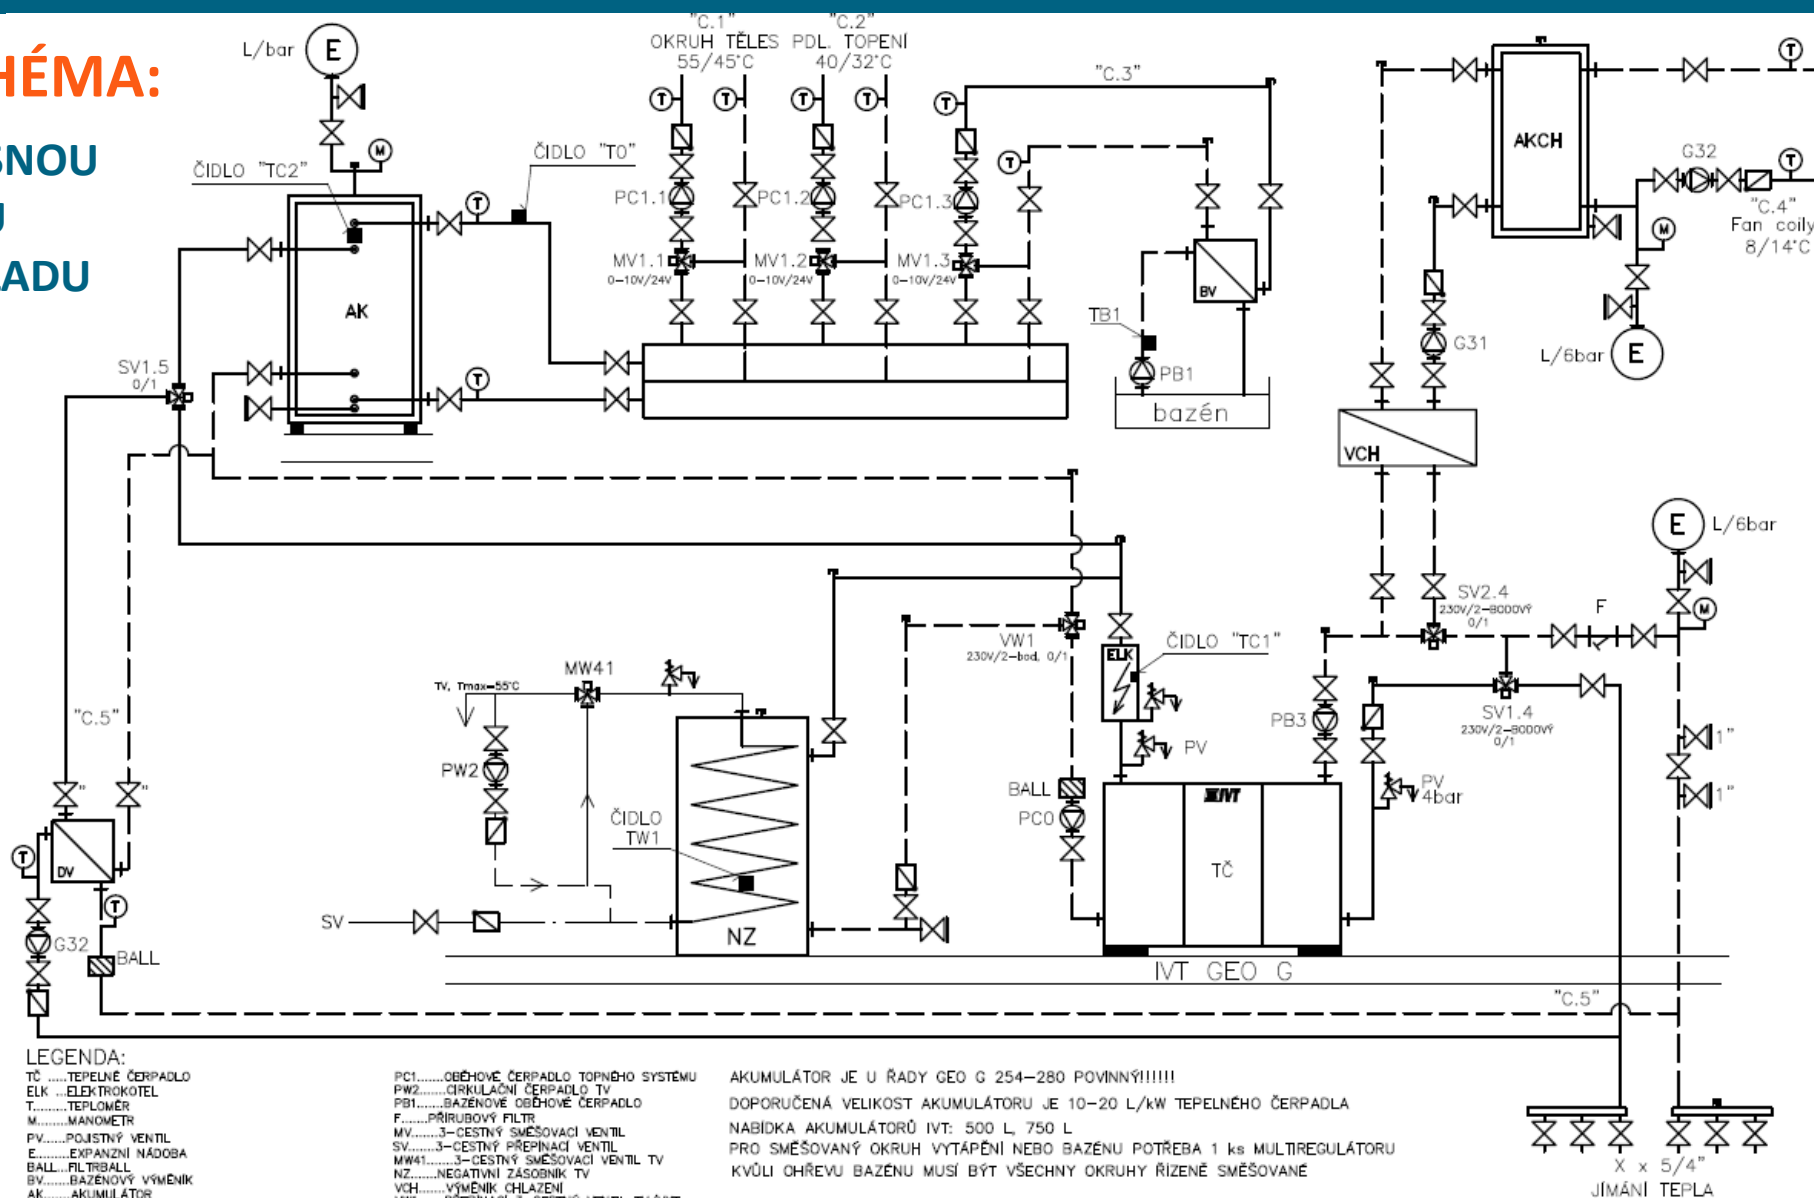 HÉMA:
SNOU
U
ADU
L/bar
E
"C.1"
OKRUH TĚLES
55/45°C
"C.2"
PDL. TOPENÍ
40/32°C
"C.3"
T
T
T
T
T
T
M
ČIDLO "TC2"
ČIDLO "T0"
T
PC1.1
PC1.2
PC1.3
MV1.1
0-10V/24V
MV1.2
0-10V/24V
MV1.3
0-10V/24V
AK
T
BV
TB1
PB1
bazén
SV1.5
0/1
AKCH
T
G32
T
"C.4"
Fan coily
8/14°C
M
G31
L/6bar
E
VCH
E
L/6bar
M
SV2.4
230V/2-BODOVÝ
0/1
F
VW1
230V/2-bod. 0/1
ELK
ČIDLO "TC1"
MW41
TV, Tmax=55°C
PB3
SV1.4
230V/2-BODOVÝ
0/1
1"
1"
"C.5"
PW2
PV
BALL
PC0
IVT
PV
4bar
"
"
ČIDLO
TW1
TČ
DV
T
T
SV
NZ
G32
BALL
IVT GEO G
"C.5"
LEGENDA:
TČ .....TEPELNÉ ČERPADLO
ELK ...ELEKTROKOTEL
T.........TEPLOMĚR
M........MANOMETR
PV.....POJISTNÝ VENTIL
E.........EXPANZNÍ NÁDOBA
BALL...FILTRBALL
BV.......BAZÉNOVÝ VÝMĚNÍK
AK......AKUMULÁTOR
PC1.......OBĚHOVÉ ČERPADLO TOPNÉHO SYSTÉMU
PW2.......CIRKULAČNÍ ČERPADLO TV
PB1.......BAZÉNOVÉ OBĚHOVÉ ČERPADLO
F........PŘÍRUBOVÝ FILTR
MV.......3-CESTNÝ SMĚŠOVACÍ VENTIL
SV.......3-CESTNÝ PŘEPÍNACÍ VENTIL
MW41.......3-CESTNÝ SMĚŠOVACÍ VENTIL TV
NZ.......NEGATIVNÍ ZÁSOBNÍK TV
VCH.......VÝMĚNÍK CHLAZENÍ
AKUMULÁTOR JE U ŘADY GEO G 254-280 POVINNÝ!!!!!!
DOPORUČENÁ VELIKOST AKUMULÁTORU JE 10-20 L/kW TEPELNÉHO ČERPADLA
NABÍDKA AKUMULÁTORŮ IVT: 500 L, 750 L
PRO SMĚŠOVANÝ OKRUH VYTÁPĚNÍ NEBO BAZÉNU POTŘEBA 1 ks MULTIREGULÁTORU
KVŮLI OHŘEVU BAZÉNU MUSÍ BÝT VŠECHNY OKRUHY ŘÍZENĚ SMĚŠOVANÉ
X x 5/4"
JÍMÁNÍ TEPLA